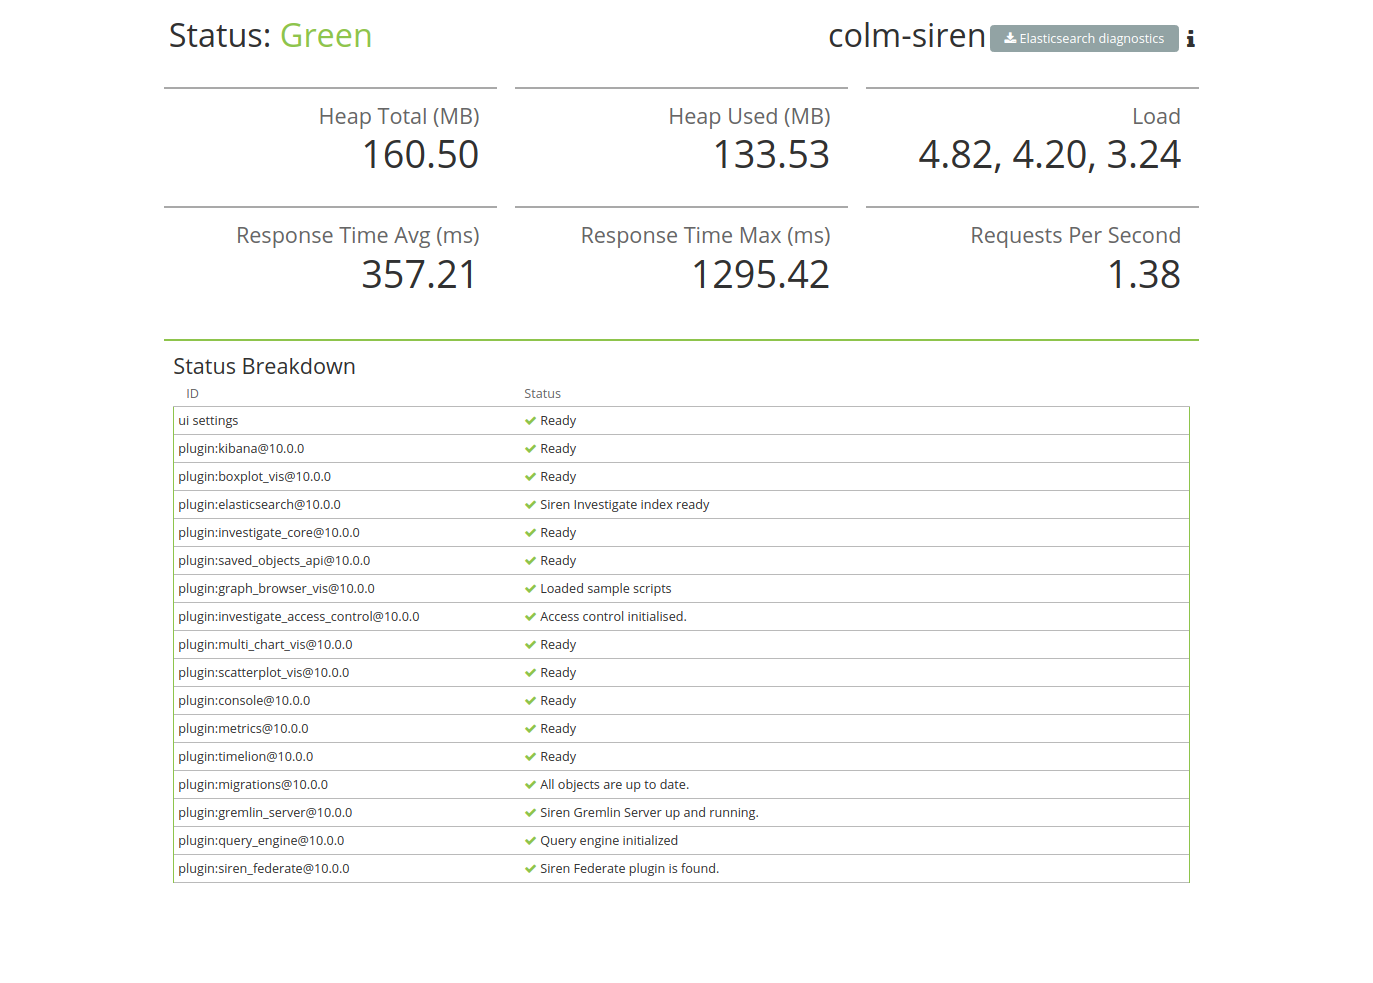 Status: Green
colm-siren Elasticsearch diagnostics
Heap Total (MB)
160.50
Heap Used (MB)
133.53
Load
4.82, 4.20, 3.24
Response Time Avg (ms)
357.21
Response Time Max (ms)
1295.42
Requests Per Second
1.38
Status Breakdown
ID Status
ui settings Ready
plugin:kibana@10.0.0 Ready
plugin:boxplot_vis@10.0.0 Ready
plugin:elasticsearch@10.0.0 Siren Investigate index ready
plugin:investigate_core@10.0.0 Ready
plugin:saved_objects_api@10.0.0 Ready
plugin:graph_browser_vis@10.0.0 Loaded sample scripts
plugin:investigate_access_control@10.0.0 Access control initialised.
plugin:multi_chart_vis@10.0.0 Ready
plugin:scatterplot_vis@10.0.0 Ready
plugin:console@10.0.0 Ready
plugin:metrics@10.0.0 Ready
plugin:timelion@10.0.0 Ready
plugin:migrations@10.0.0 All objects are up to date.
plugin:gremlin_server@10.0.0 Siren Gremlin Server up and running.
plugin:query_engine@10.0.0 Query engine initialized
plugin:siren_federate@10.0.0 Siren Federate plugin is found.